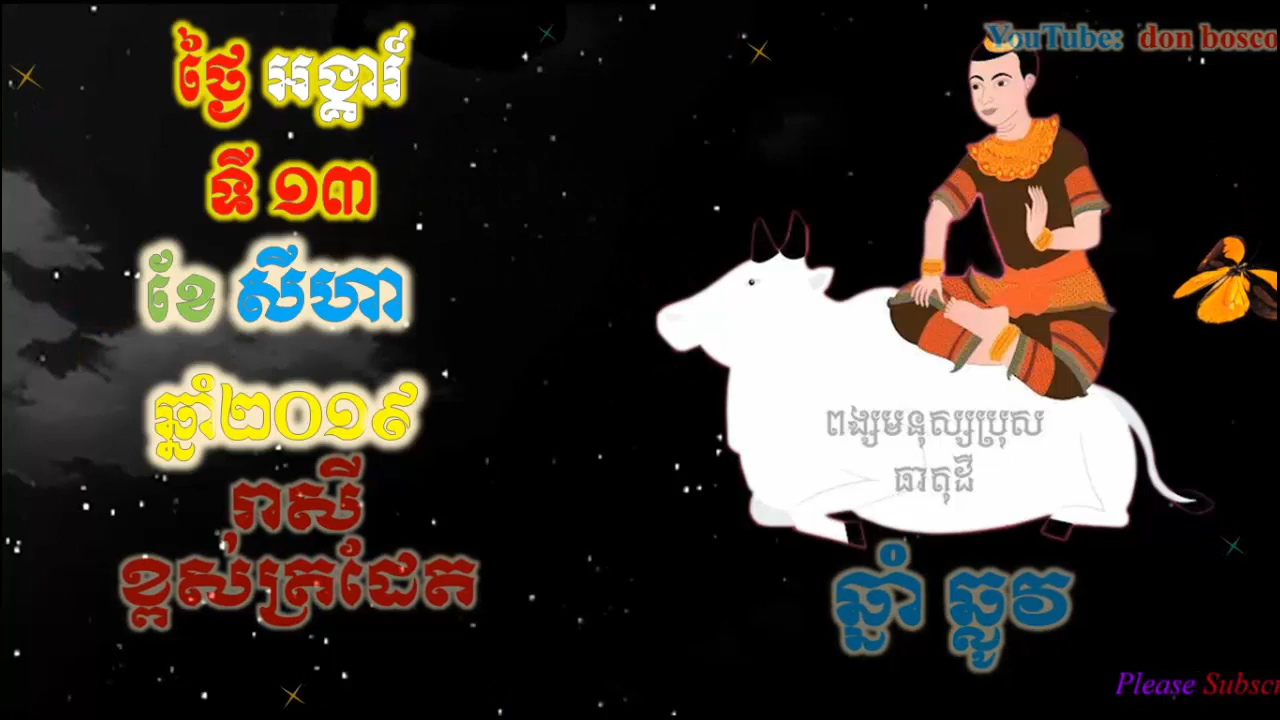 YouTube: don bosco
ថ្ងៃ អង្គារ៍
ទី ១៣
ខែ សីហា
ឆ្នាំ២០១៩
រាសុី
ខ្ពស់ត្រដែត
ពង្សមនុស្សប្រុស
ធាតុដី
ឆ្នាំ ឆ្លូវ
Please Subscr